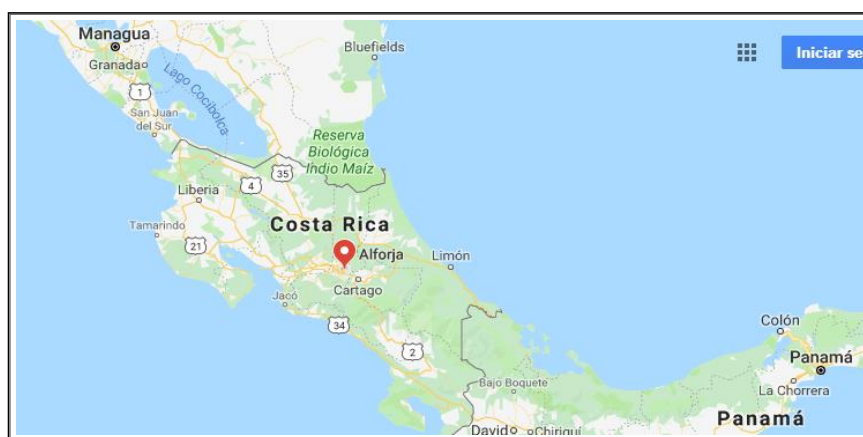 Managua
Granada
Bluefields
Iniciar se
1
Lago Cocibolca
San Juan
del Sur
Reserva
Biológica
Indio Maíz
35
4
Liberia
Costa Rica
Tamarindo
21
Alforja
Limón
Cartago
Jacó
34
2
Colón
Panamá
Bajo Boquete
La Chorrera
Panamá
David
Chiriquí